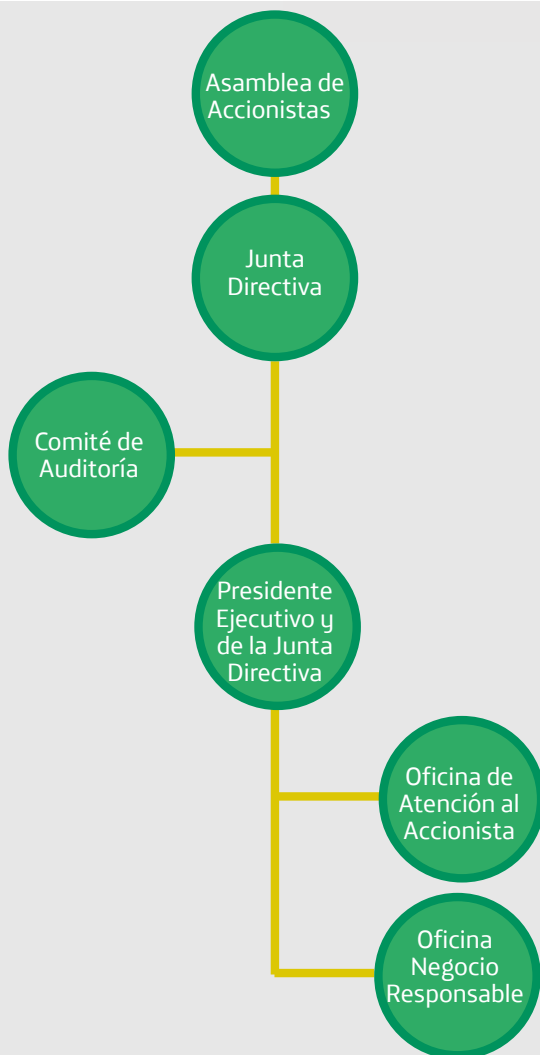 Asamblea de
Accionistas
Junta
Directiva
Comité de
Auditoría
Presidente
Ejecutivo y
de la Junta
Directiva
Oficina de
Atención al
Accionista
Oficina
Negocio
Responsable